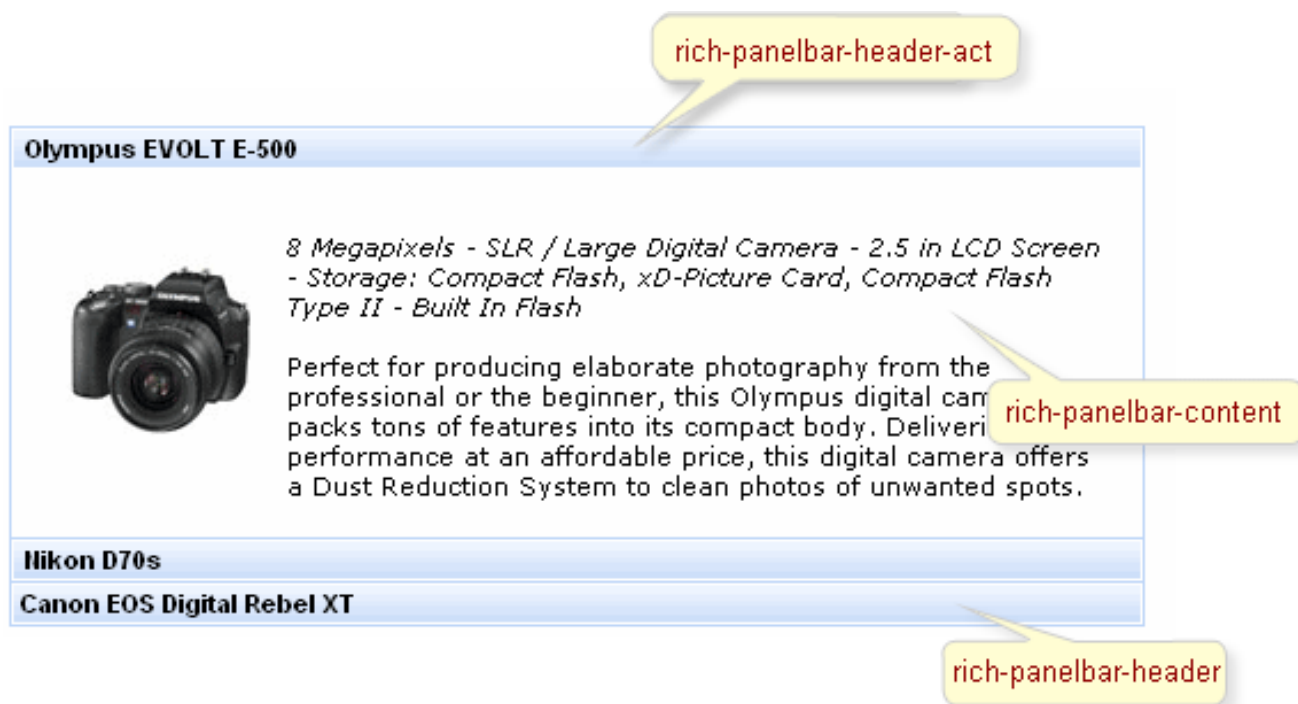 rich-panelbar-header-act
Olympus EVOLT E-500
8 Megapixels - SLR / Large Digital Camera - 2.5 in LCD Screen
- Storage: Compact Flash, xD-Picture Card, Compact Flash
Type II - Built In Flash
Perfect for producing elaborate photography from the
professional or the beginner, this Olympus digital cam
rich-panelbar-content
packs tons of features into its compact body. Deliveri
performance at an affordable price, this digital camera offers
a Dust Reduction System to clean photos of unwanted spots.
Nikon D70s
Canon EOS Digital Rebel XT
rich-panelbar-header